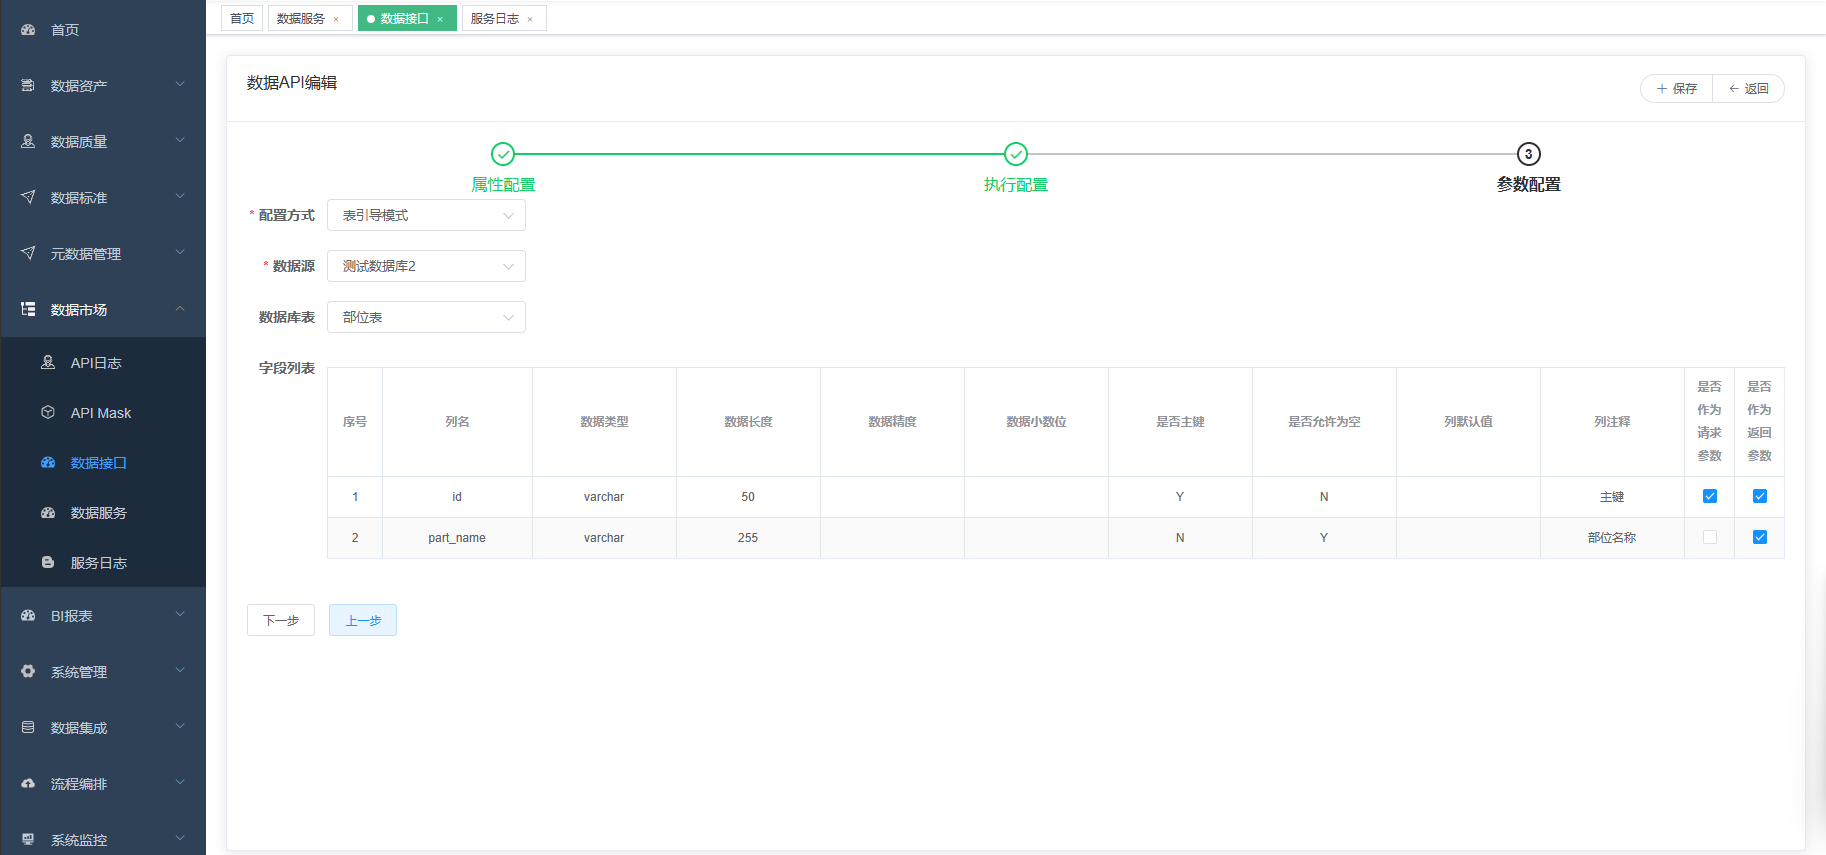 首页
数据资产
数据质量
数据标准
元数据管理
数据市场
API日志
API Mask
数据接口
数据服务
服务日志
BI报表
系统管理
数据集成
流程编排
系统监控
首页 数据服务 × 数据接口 × 服务日志 ×
数据API编辑
+ 保存 ← 返回
3
属性配置 执行配置 参数配置
* 配置方式 表引导模式
* 数据源 测试数据库2
数据库表 部位表
字段列表
序号 列名 数据类型 数据长度 数据精度 数据小数位 是否主键 是否允许为空 列默认值 列注释 是否作为请求参数 是否作为返回参数
1 id varchar 50 Y N 主键
2 part_name varchar 255 N Y 部位名称
下一步 上一步